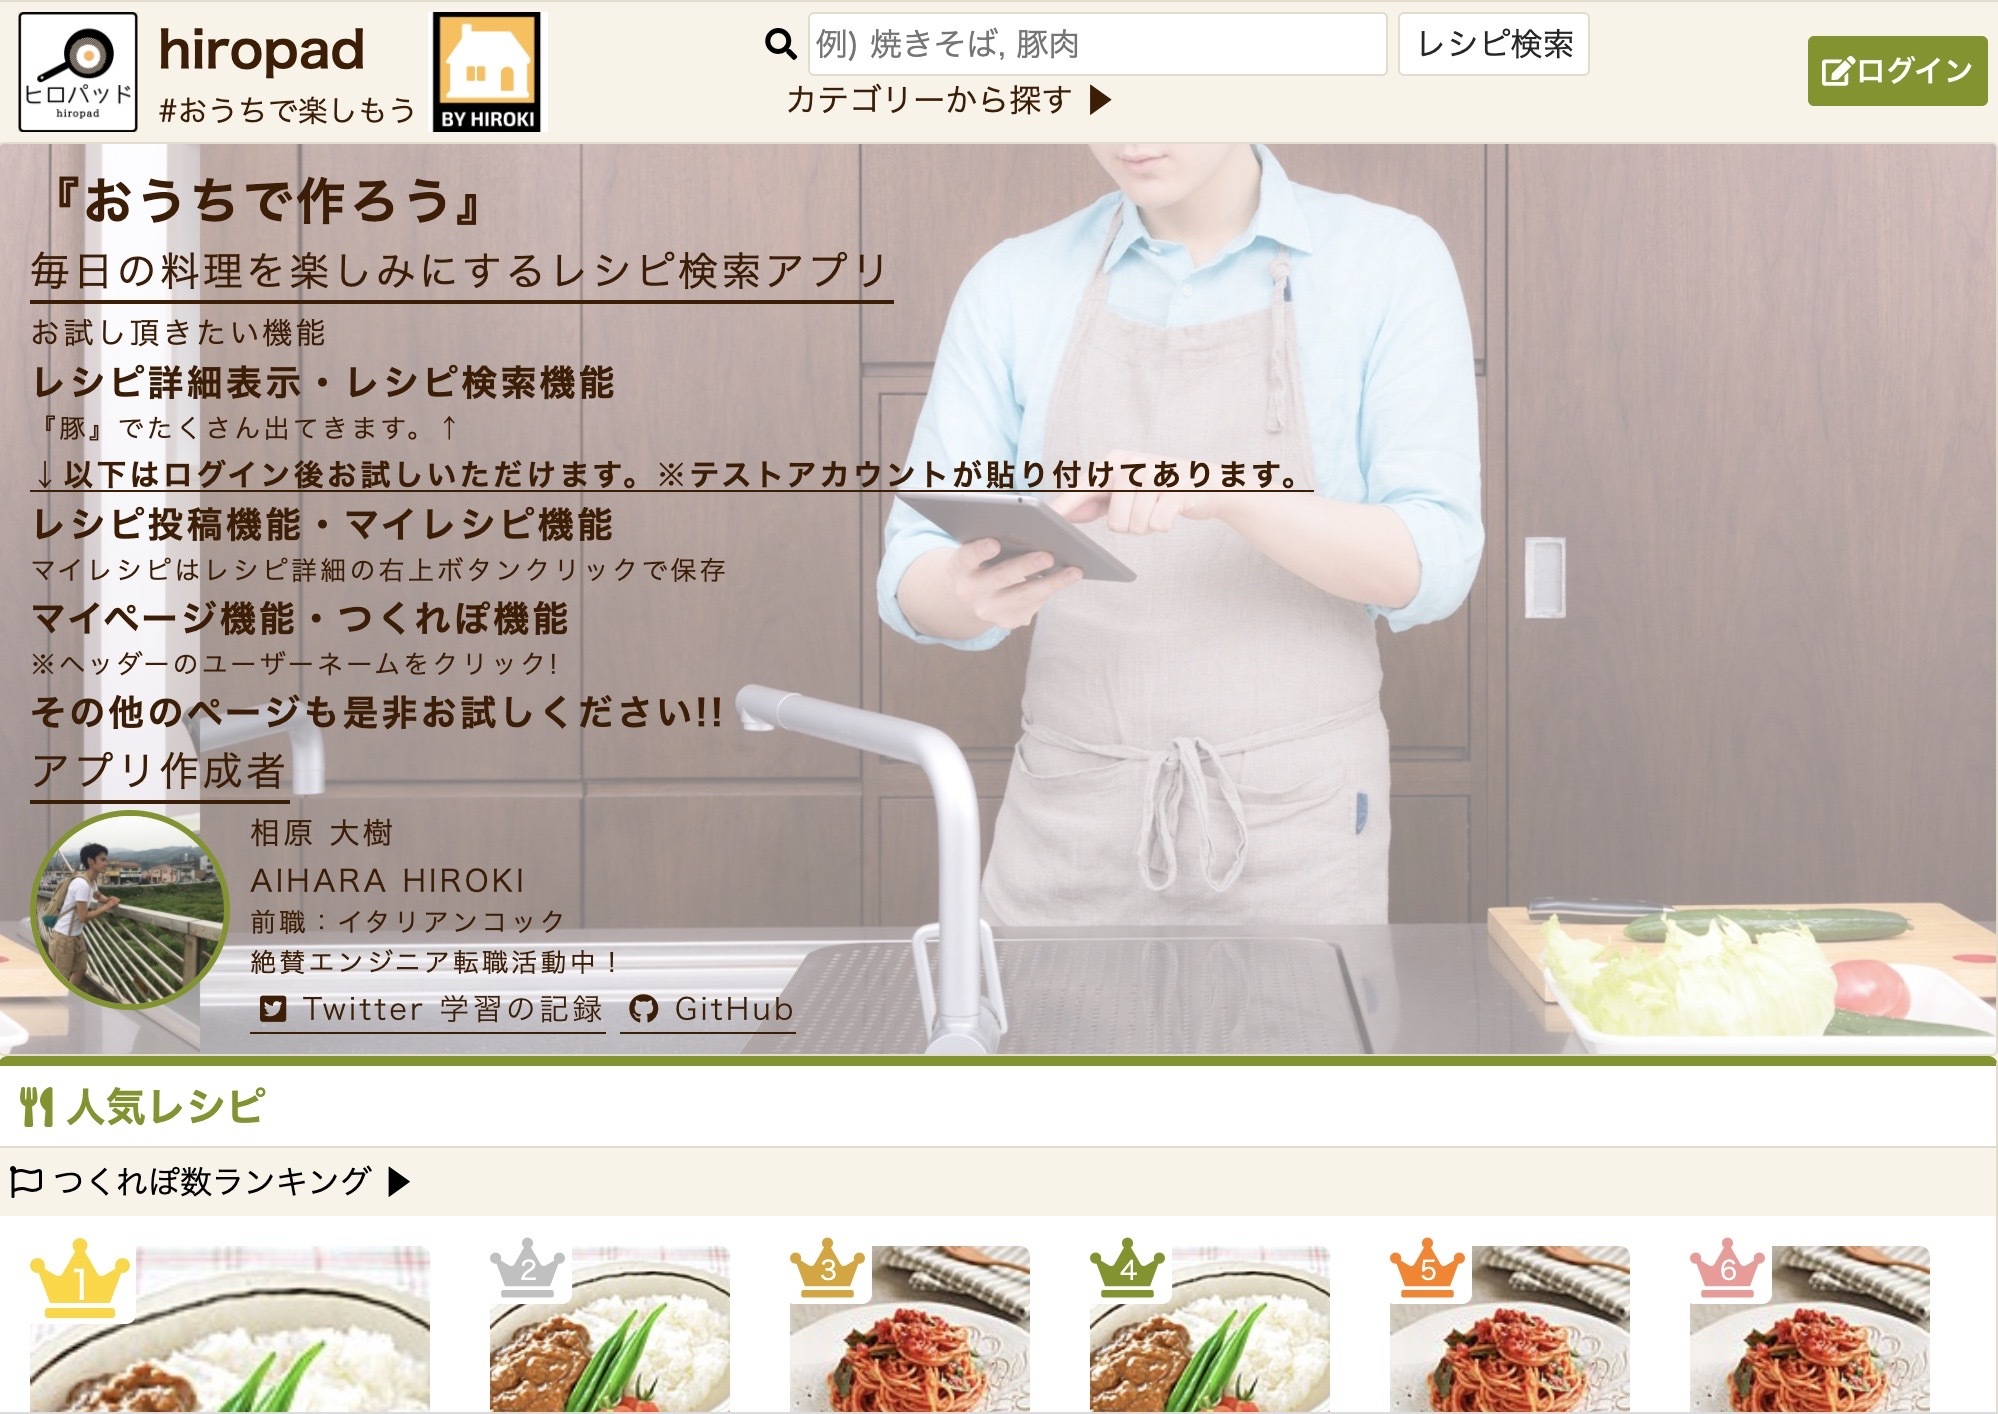 ヒロパッド
hiropad
hiropad
#おうちで楽しもう
BY HIROKI
例) 焼きそば, 豚肉
レシピ検索
カテゴリーから探す ▶
ログイン
『おうちで作ろう』
毎日の料理を楽しみにするレシピ検索アプリ
お試し頂きたい機能
レシピ詳細表示・レシピ検索機能
『豚』でたくさん出てきます。↑
↓以下はログイン後お試しいただけます。※テストアカウントが貼り付けてあります。
レシピ投稿機能・マイレシピ機能
マイレシピはレシピ詳細の右上ボタンクリックで保存
マイページ機能・つくれぽ機能
※ヘッダーのユーザーネームをクリック!
その他のページも是非お試しください!!
アプリ作成者
相原 大樹
AIHARA HIROKI
前職：イタリアンコック
絶賛エンジニア転職活動中！
Twitter 学習の記録 GitHub
人気レシピ
つくれぽ数ランキング ▶
1 2 3 4 5 6